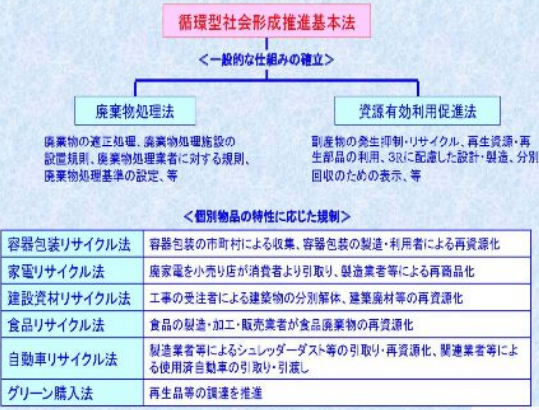 循環型社会形成推進基本法
＜一般的な仕組みの確立＞
廃棄物処理法
廃棄物の適正処理、廃棄物処理施設の
設置規則、廃棄物処理業者に対する規則、
廃棄物処理基準の設定、等
資源有効利用促進法
副産物の発生抑制・リサイクル、再生資源・再
生部品の利用、3Rに配慮した設計・製造、分別
回収のための表示、等
＜個別物品の特性に応じた規制＞
容器包装リサイクル法 容器包装の市町村による収集、容器包装の製造・利用者による再資源化
家電リサイクル法 廃家電を小売り店が消費者より引取り、製造業者等による再商品化
建設資材リサイクル法 工事の受注者による建築物の分別解体、建築廃材等の再資源化
食品リサイクル法 食品の製造・加工・販売業者が食品廃棄物の再資源化
自動車リサイクル法 製造業者等によるシュレッダーダスト等の引取り・再資源化、関連業者等によ
る使用済自動車の引取り・引渡し
グリーン購入法 再生品等の調達を推進